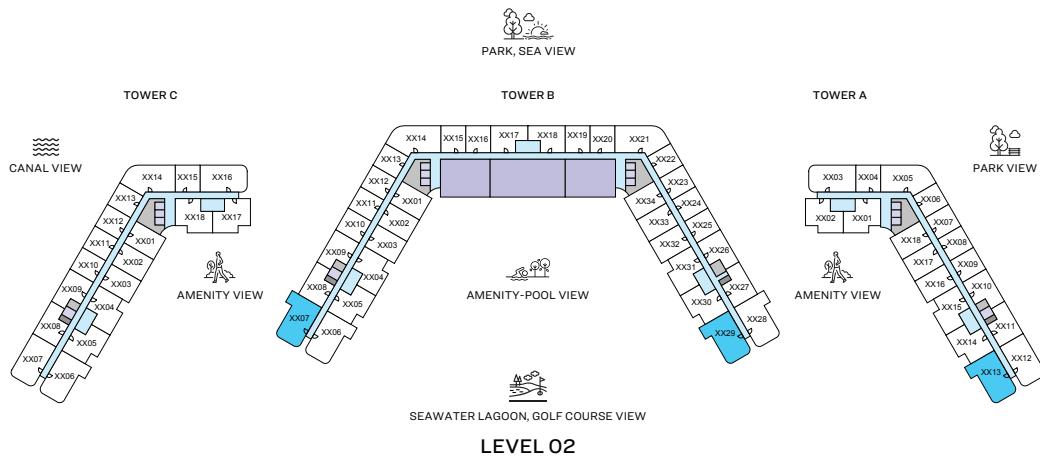 PARK, SEA VIEW
TOWER C
TOWER B
TOWER A
CANAL VIEW
PARK VIEW
XX14
XX15
XX16
XX13
XX12
XX11
XX10
XX09
XX08
XX07
XX06
XX05
XX04
XX03
XX02
XX01
XX18
XX17
AMENITY VIEW
XX14
XX15
XX16
XX17
XX18
XX19
XX20
XX21
XX13
XX12
XX11
XX10
XX09
XX08
XX07
XX06
XX05
XX04
XX03
XX02
XX01
XX22
XX23
XX24
XX25
XX26
XX27
XX28
XX29
XX30
XX31
XX32
XX33
XX34
AMENITY-POOL VIEW
XX03
XX04
XX05
XX02
XX01
XX06
XX07
XX08
XX09
XX10
XX11
XX12
XX13
XX14
XX15
XX16
XX17
XX18
AMENITY VIEW
SEAWATER LAGOON, GOLF COURSE VIEW
LEVEL 02